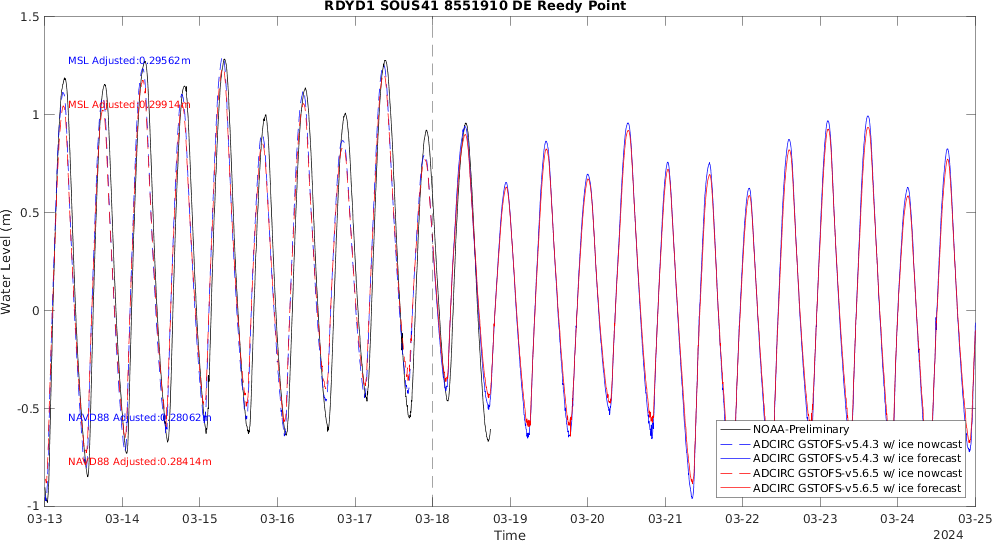 RDYD1 SOUS41 8551910 DE Reedy Point
Water Level (m)
1.5
1
0.5
0
-0.5
-1
MSL Adjusted:0.29562m
MSL Adjusted:0.29914m
NAVD88 Adjusted:0.28062m
NAVD88 Adjusted:0.28414m
NOAA-Preliminary
ADCIRC GSTOFS-v5.4.3 w/ ice nowcast
ADCIRC GSTOFS-v5.4.3 w/ ice forecast
ADCIRC GSTOFS-v5.6.5 w/ ice nowcast
ADCIRC GSTOFS-v5.6.5 w/ ice forecast
03-13 03-14 03-15 03-16 03-17 03-18 03-19 03-20 03-21 03-22 03-23 03-24 03-25
Time
2024